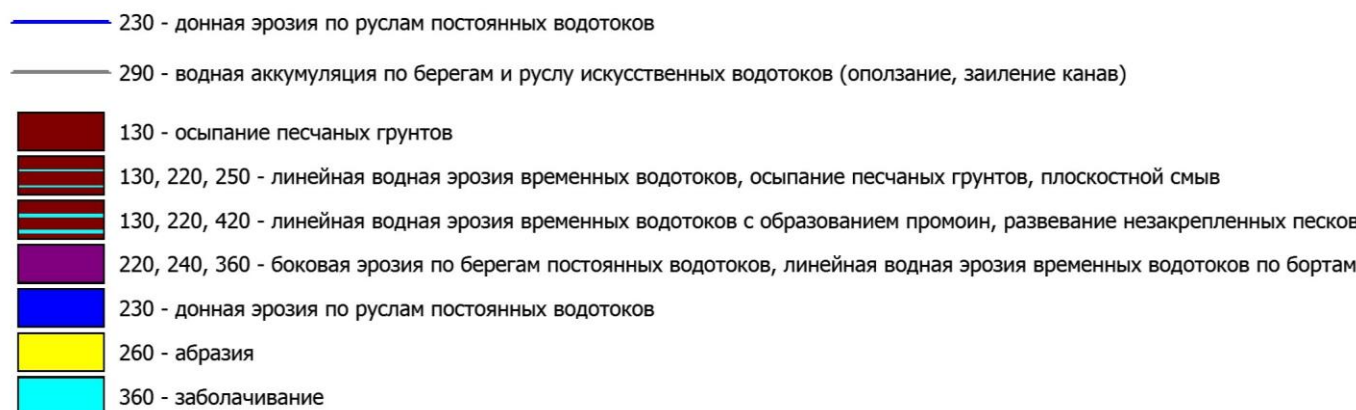 230 - донная эрозия по руслам постоянных водотоков
290 - водная аккумуляция по берегам и руслу искусственных водотоков (оползание, заиление канав)
130 - осыпание песчаных грунтов
130, 220, 250 - линейная водная эрозия временных водотоков, осыпание песчаных грунтов, плоскостной смыв
130, 220, 420 - линейная водная эрозия временных водотоков с образованием промоин, развевание незакрепленных песков
220, 240, 360 - боковая эрозия по берегам постоянных водотоков, линейная водная эрозия временных водотоков по бортам
230 - донная эрозия по руслам постоянных водотоков
260 - абразия
360 - заболачивание